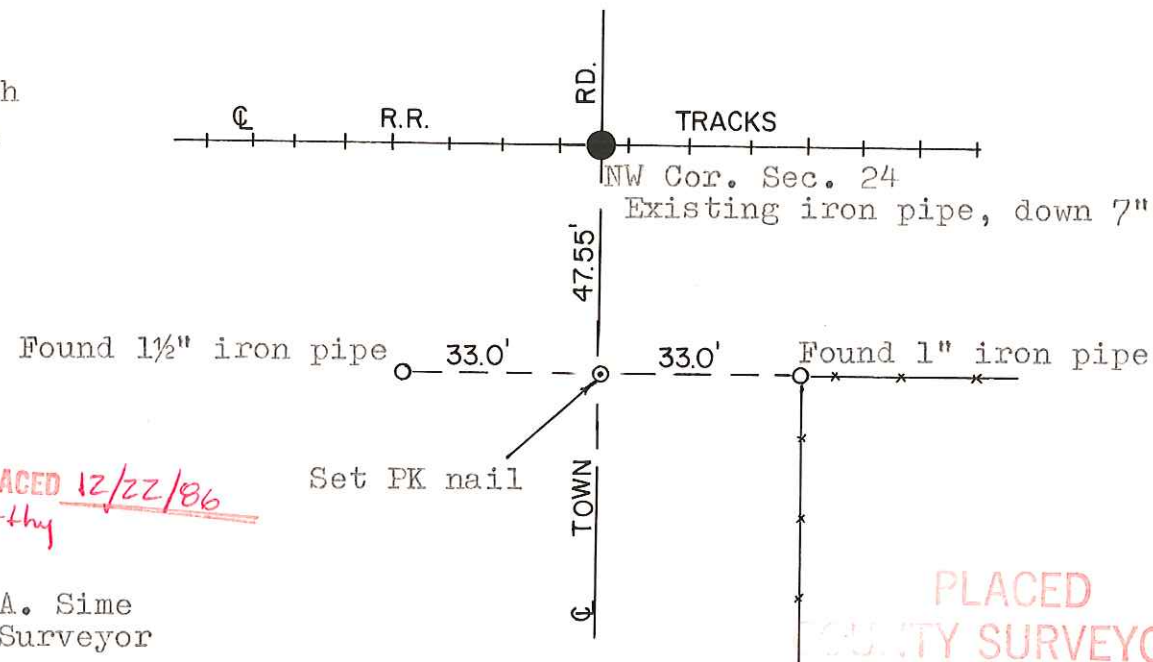 RD.
℄ R.R. TRACKS
NW Cor. Sec. 24
Existing iron pipe, down 7"
47.55'
Found 1½" iron pipe 33.0' 33.0' Found 1" iron pipe
Set PK nail
℄ TOWN
12/22/86
A. Sime
Surveyor
PLACED
SURVEYO